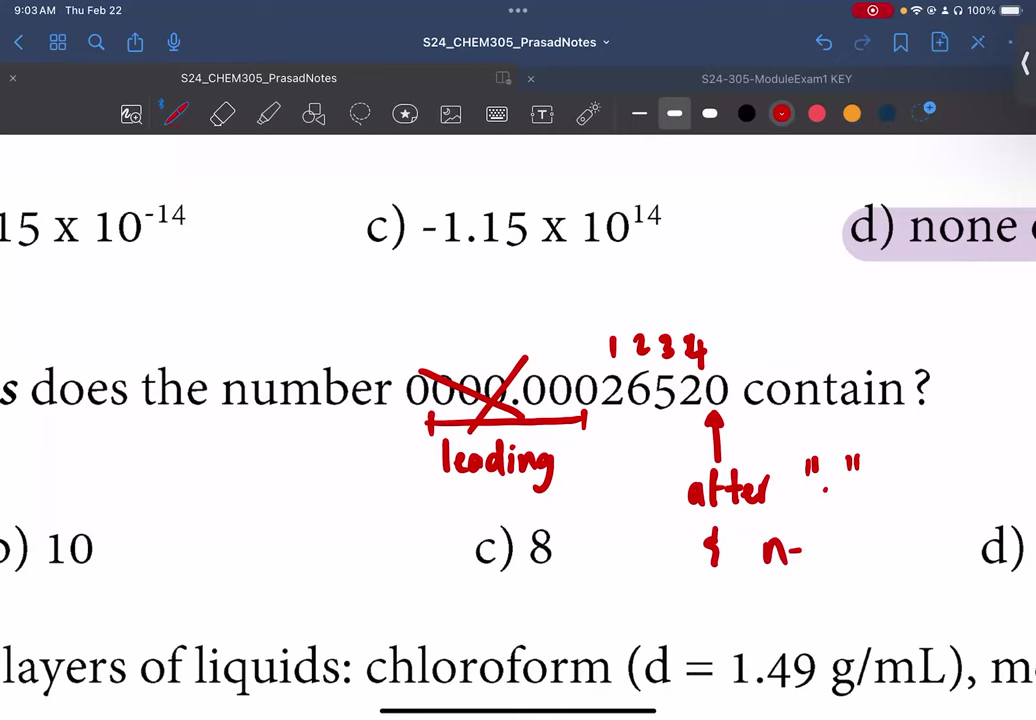 9:03 AM Thu Feb 22
100%
S24_CHEM305_PrasadNotes
S24_CHEM305_PrasadNotes
S24-305-ModuleExam1 KEY
15 x 10⁻¹⁴ c) -1.15 x 10¹⁴ d) none
1 2 3 4
s does the number 0000.00026520 contain?
leading
after "."
& n-
10 c) 8 d)
layers of liquids: chloroform (d = 1.49 g/mL),